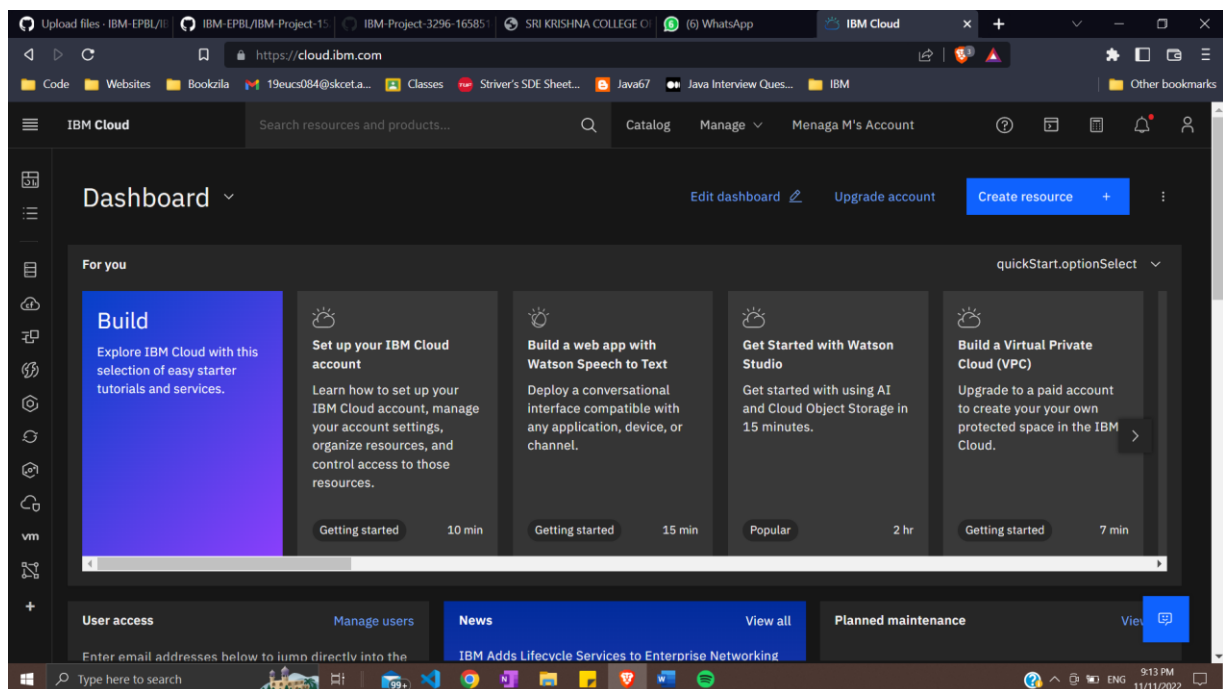 Upload files · IBM-EPBL/IB
IBM-EPBL/IBM-Project-15
IBM-Project-3296-165851
SRI KRISHNA COLLEGE OF
(6) WhatsApp
IBM Cloud
https://cloud.ibm.com
Code
Websites
Bookzila
19eucs084@skcet.a...
Classes
Striver's SDE Sheet...
Java67
Java Interview Ques...
IBM
Other bookmarks
IBM Cloud
Search resources and products...
Catalog
Manage
Menaga M's Account
Dashboard
Edit dashboard
Upgrade account
Create resource +
For you
quickStart.optionSelect
Build
Explore IBM Cloud with this
selection of easy starter
tutorials and services.
Set up your IBM Cloud
account
Learn how to set up your
IBM Cloud account, manage
your account settings,
organize resources, and
control access to those
resources.
Getting started
10 min
Build a web app with
Watson Speech to Text
Deploy a conversational
interface compatible with
any application, device, or
channel.
Getting started
15 min
Get Started with Watson
Studio
Get started with using AI
and Cloud Object Storage in
15 minutes.
Popular
2 hr
Build a Virtual Private
Cloud (VPC)
Upgrade to a paid account
to create your your own
protected space in the IBM
Cloud.
Getting started
7 min
vm
User access
Manage users
Enter email addresses below to jump directly into the
News
View all
IBM Adds Lifecycle Services to Enterprise Networking
Planned maintenance
Type here to search
99+
ENG
9:13 PM
11/11/2022